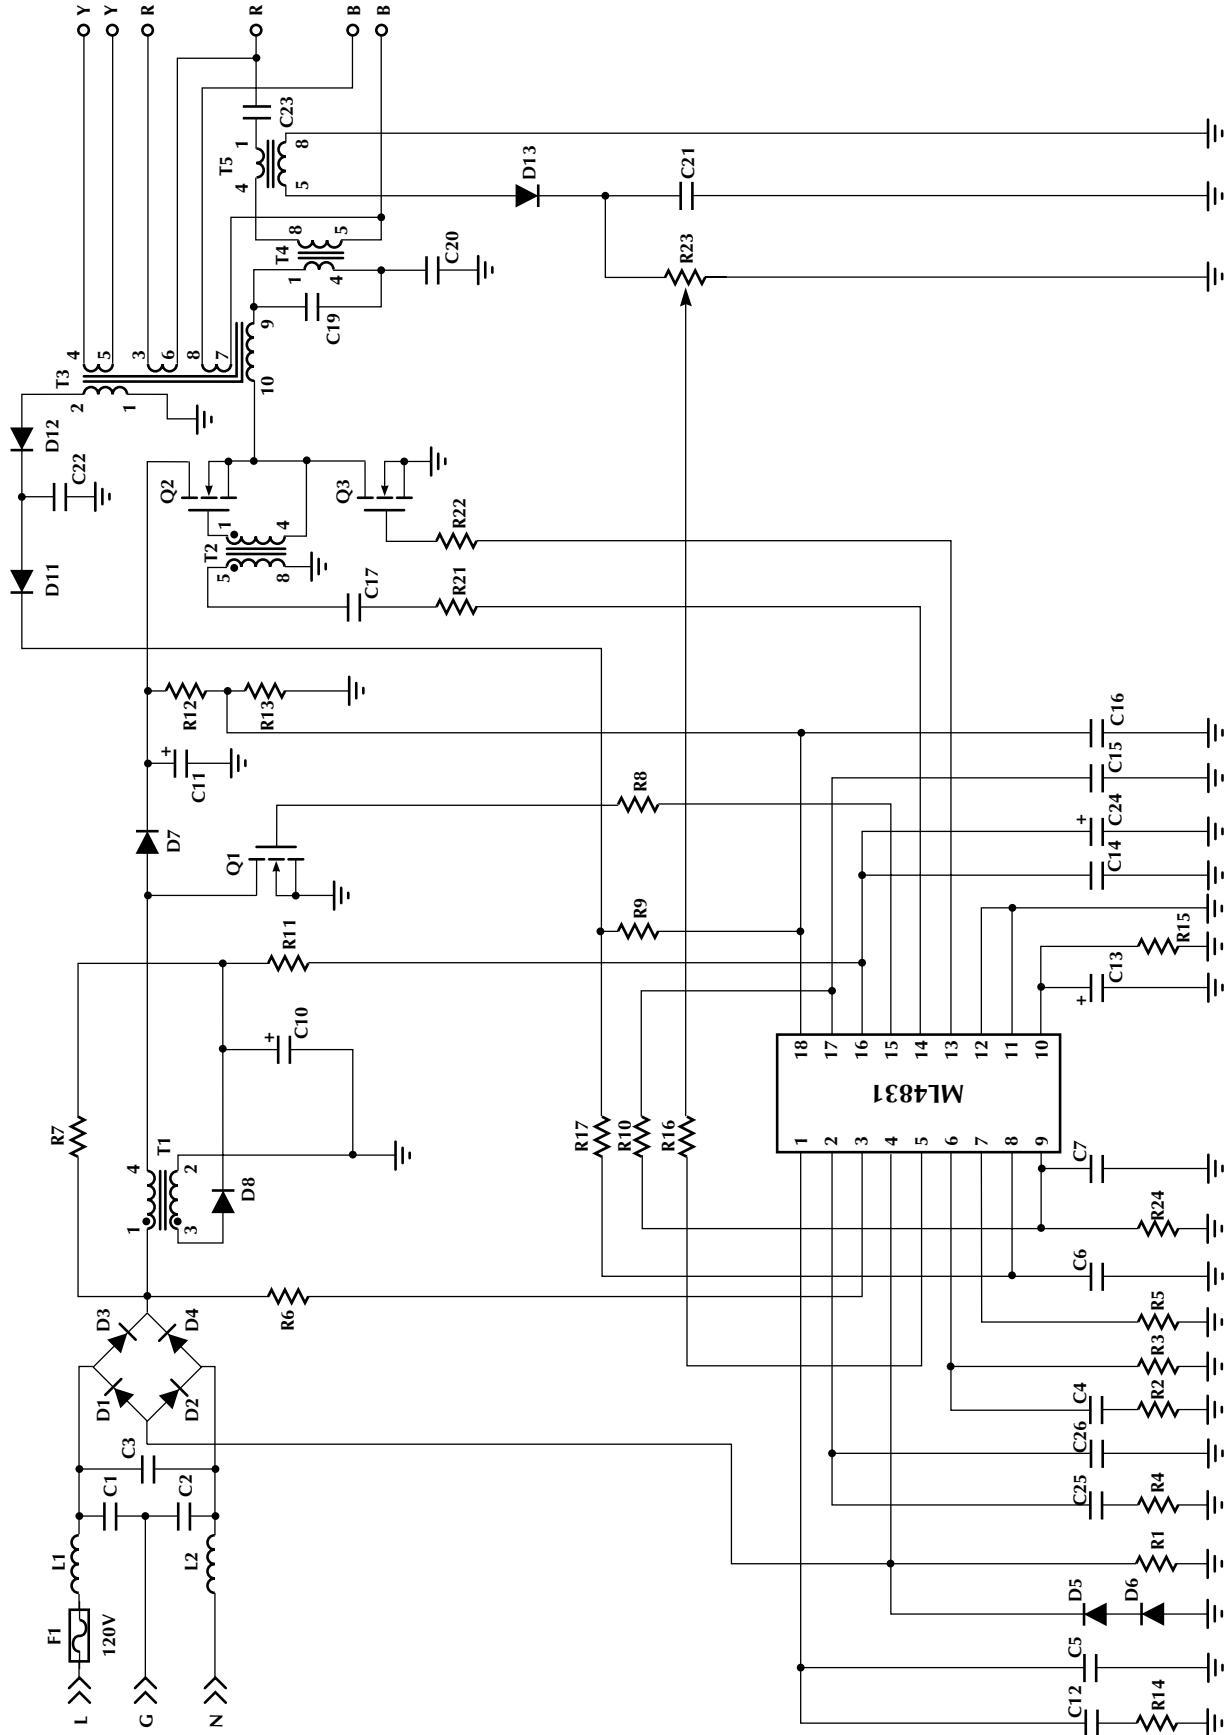 Y
Y
R
R
B
B
T3
4
5
3
6
8
7
2
1
9
10
T5
1
4
8
5
C23
T4
8
5
1
4
C19
C20
D13
C21
R23
D12
C22
D11
Q2
Q3
T2
1
4
5
8
C17
R21
R22
R12
R13
+
C11
D7
Q1
R8
R9
R11
+
C10
R7
T1
4
1
2
3
D8
R17
R10
R16
C16
C15
+
C24
C14
R15
+
C13
18
17
16
15
14
13
12
11
10
ML4831
1
2
3
4
5
6
7
8
9
C7
R24
C6
R6
R5
R3
C4
R2
C26
C25
R4
R1
D5
D6
C5
C12
R14
D3
D4
D1
D2
C3
C1
C2
L1
L2
F1
120V
L
G
N